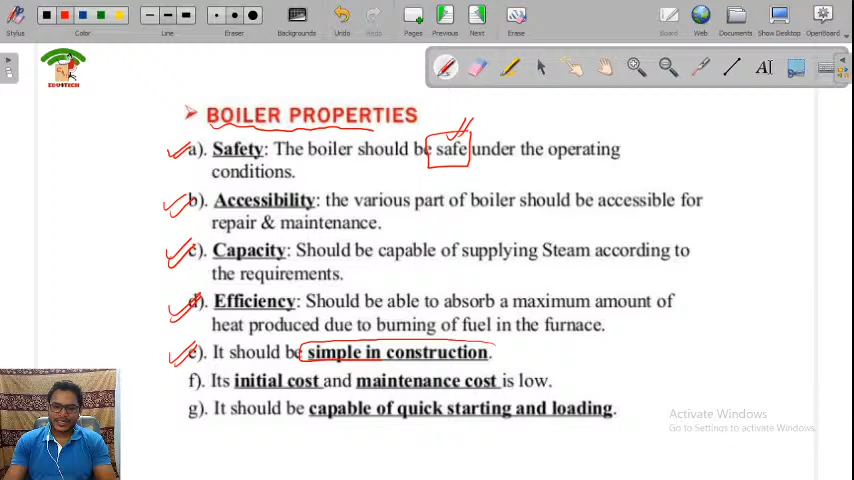 Stylus Color Line Eraser Backgrounds Undo Redo Pages Previous Next Erase Board Web Documents Show Desktop OpenBoard
EDU4TECH
BOILER PROPERTIES
a). Safety: The boiler should be safe under the operating
conditions.
b). Accessibility: the various part of boiler should be accessible for
repair & maintenance.
c). Capacity: Should be capable of supplying Steam according to
the requirements.
d). Efficiency: Should be able to absorb a maximum amount of
heat produced due to burning of fuel in the furnace.
e). It should be simple in construction.
f). Its initial cost and maintenance cost is low.
g). It should be capable of quick starting and loading.
Activate Windows
Go to Settings to activate Windows.